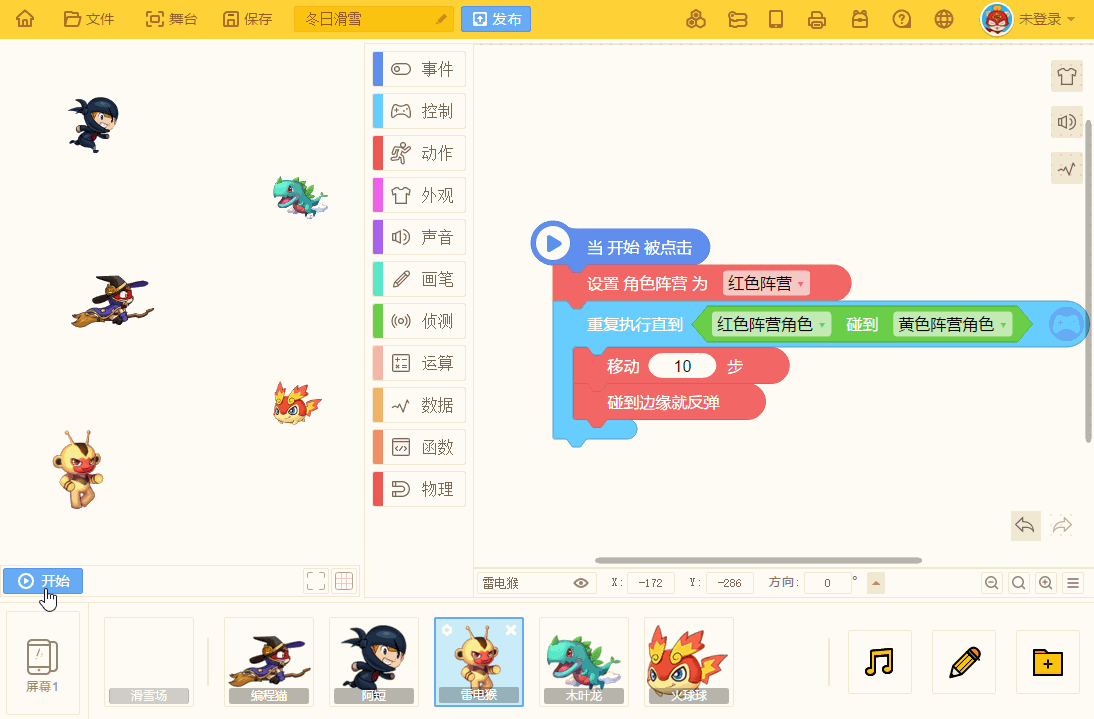 文件 舞台 保存 冬日滑雪 发布 未登录
事件
控制
动作
外观
声音
画笔
侦测
运算
数据
函数
物理
当 开始 被点击
设置 角色阵营 为 红色阵营
重复执行直到 红色阵营角色 碰到 黄色阵营角色
移动 10 步
碰到边缘就反弹
开始
雷电猴 X: -172 Y: -286 方向: 0 °
屏幕1
滑雪场 编程猫 阿短 雷电猴 木叶龙 火球球